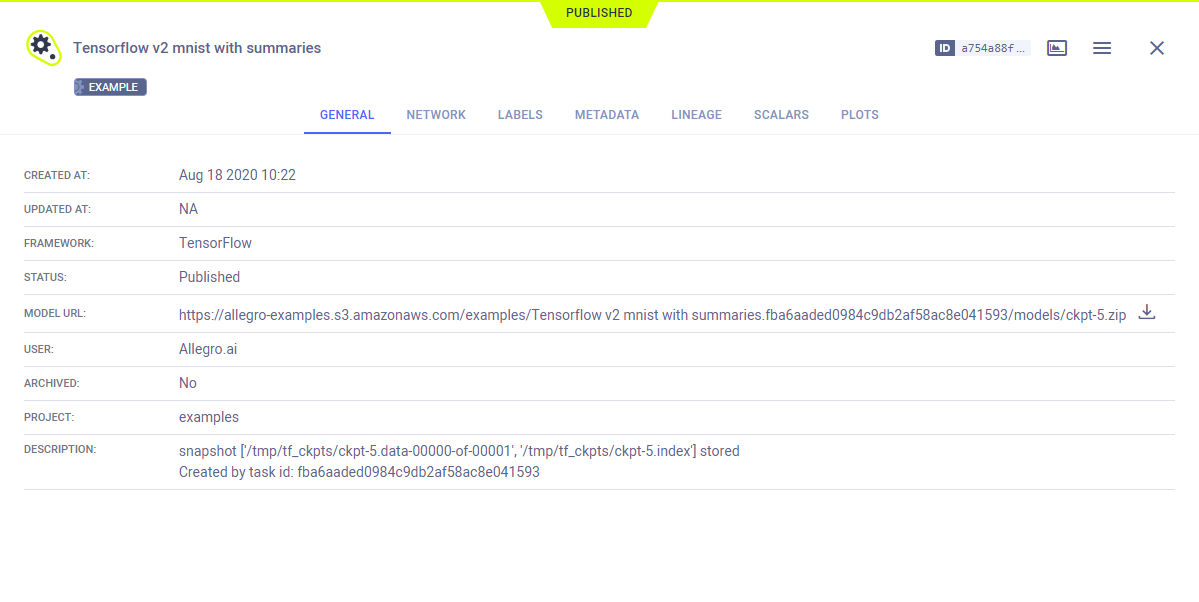 PUBLISHED
Tensorflow v2 mnist with summaries
ID a754a88f...
EXAMPLE
GENERAL NETWORK LABELS METADATA LINEAGE SCALARS PLOTS
CREATED AT: Aug 18 2020 10:22
UPDATED AT: NA
FRAMEWORK: TensorFlow
STATUS: Published
MODEL URL: https://allegro-examples.s3.amazonaws.com/examples/Tensorflow v2 mnist with summaries.fba6aaded0984c9db2af58ac8e041593/models/ckpt-5.zip
USER: Allegro.ai
ARCHIVED: No
PROJECT: examples
DESCRIPTION: snapshot ['/tmp/tf_ckpts/ckpt-5.data-00000-of-00001', '/tmp/tf_ckpts/ckpt-5.index'] stored
Created by task id: fba6aaded0984c9db2af58ac8e041593